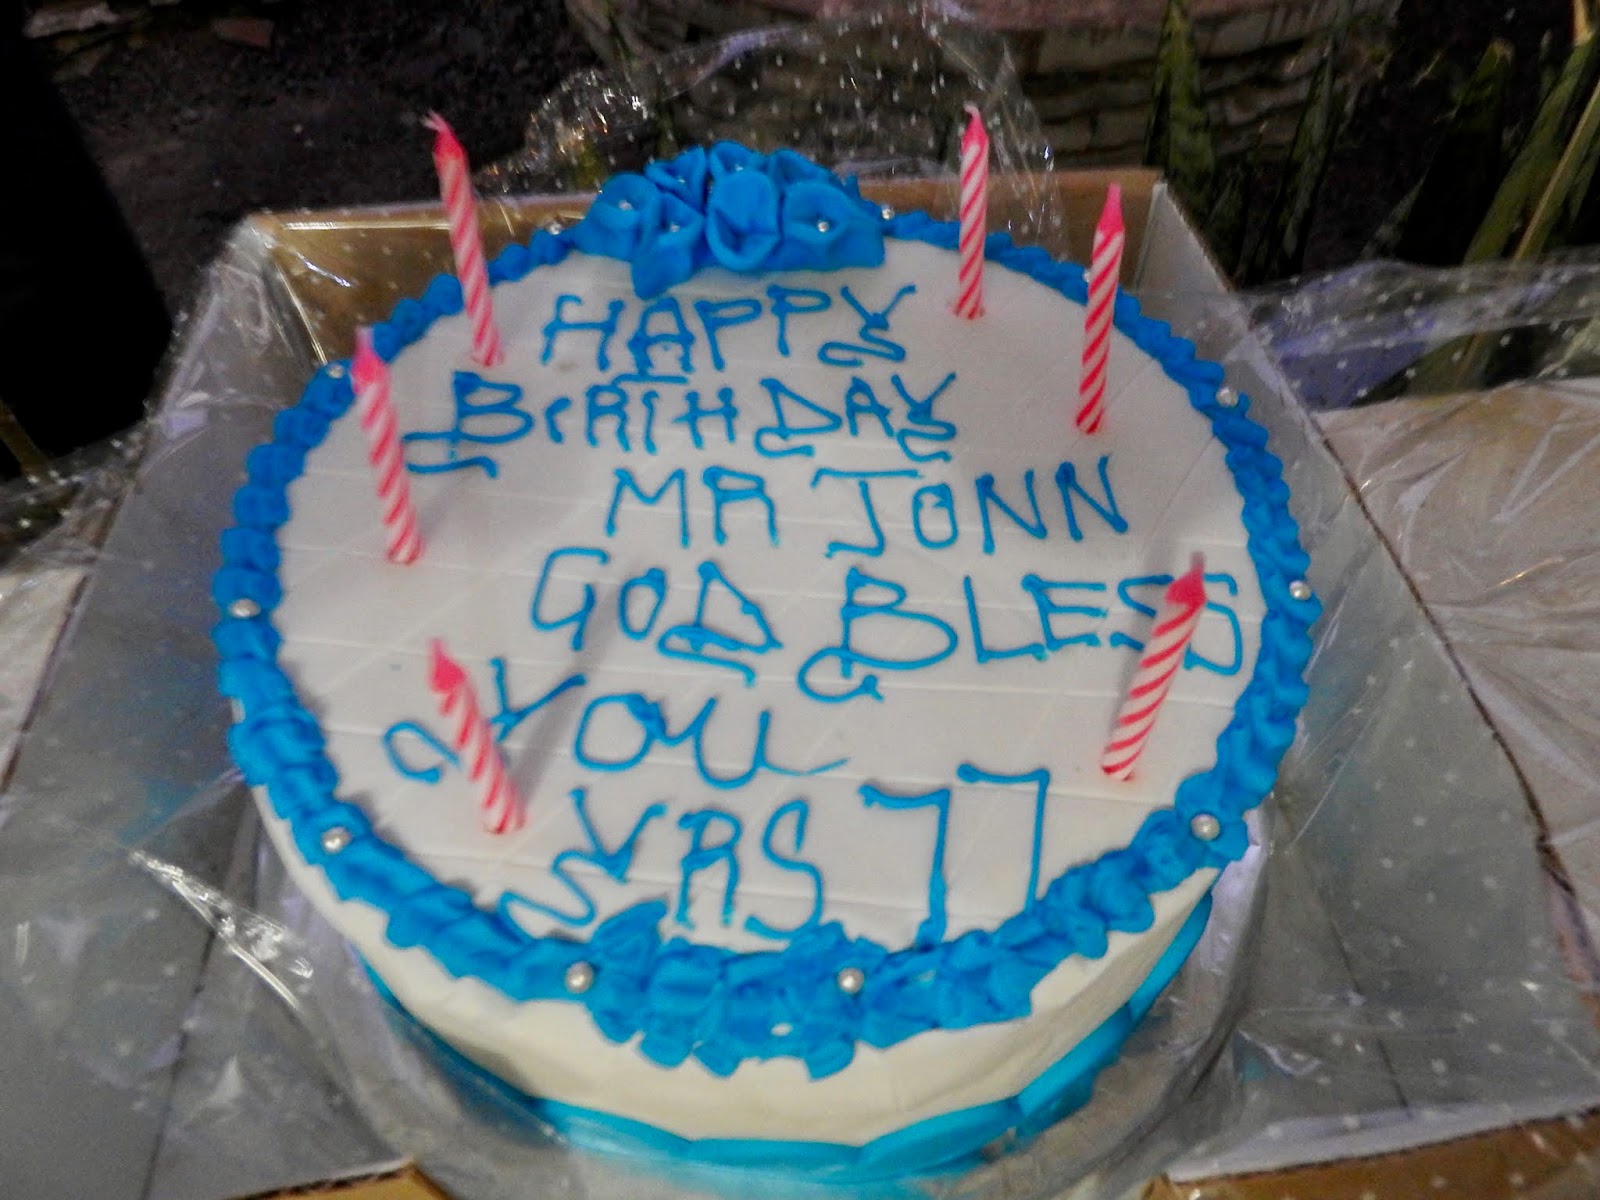 HAPPY
BIRTHDAY
MR JONN
GOD BLESS
YOU
YRS 77